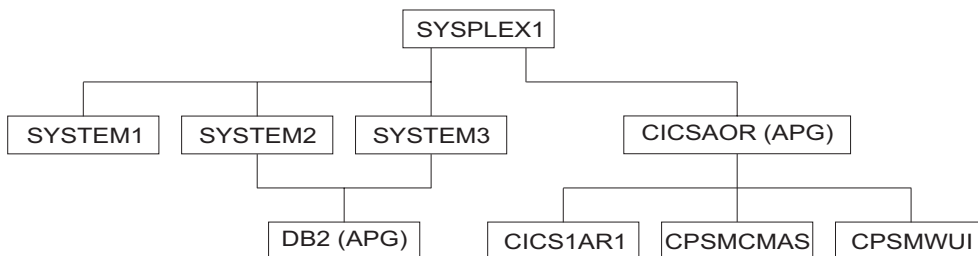 SYSPLEX1
SYSTEM1
SYSTEM2
SYSTEM3
CICSAOR (APG)
DB2 (APG)
CICS1AR1
CPSMCMAS
CPSMWUI